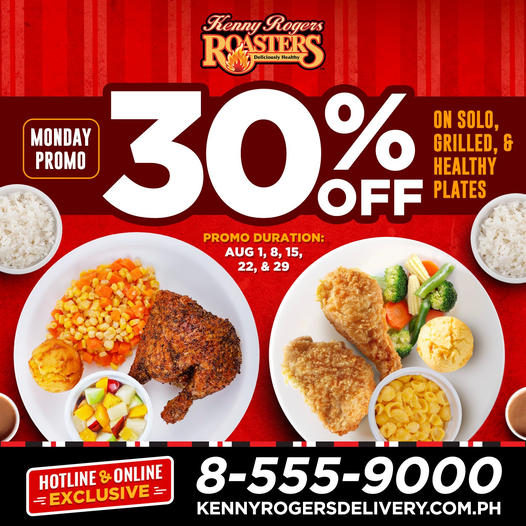 Kenny Rogers
ROASTERS
Deliciously Healthy
MONDAY
PROMO
30% OFF
ON SOLO,
GRILLED, &
HEALTHY
PLATES
PROMO DURATION:
AUG 1, 8, 15,
22, & 29
HOTLINE & ONLINE
EXCLUSIVE
8-555-9000
KENNYROGERSDELIVERY.COM.PH